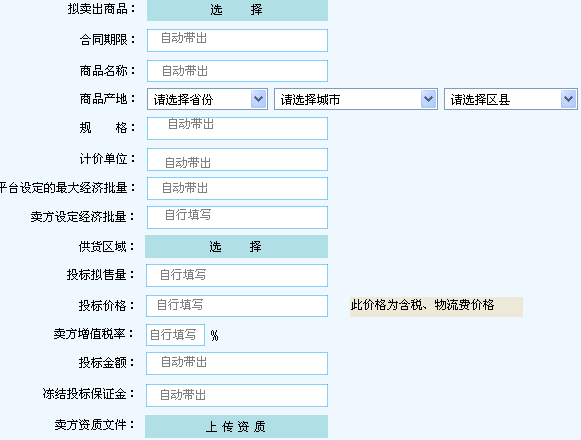 拟卖出商品： 选 择
合同期限： 自动带出
商品名称： 自动带出
商品产地： 请选择省份 请选择城市 请选择区县
规 格： 自动带出
计价单位： 自动带出
平台设定的最大经济批量： 自动带出
卖方设定经济批量： 自行填写
供货区域： 选 择
投标拟售量： 自行填写
投标价格： 自行填写 此价格为含税、物流费价格
卖方增值税率： 自行填写 %
投标金额： 自动带出
冻结投标保证金： 自动带出
卖方资质文件： 上 传 资 质